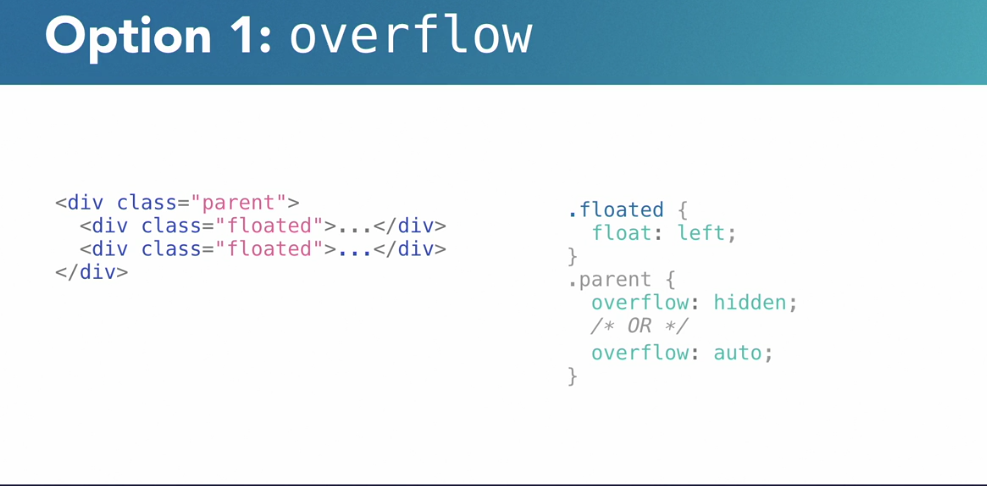 Option 1: overflow
<div class="parent">
  <div class="floated">...</div>
  <div class="floated">...</div>
</div>
.floated {
  float: left;
}
.parent {
  overflow: hidden;
  /* OR */
  overflow: auto;
}